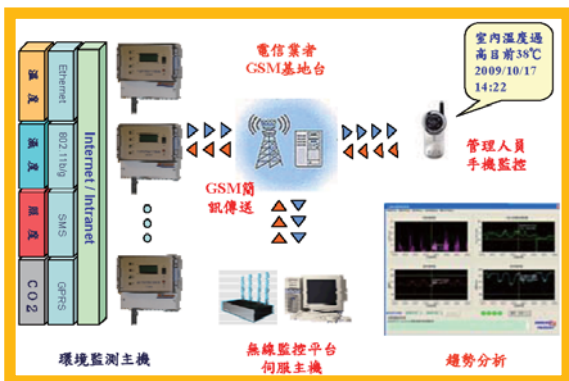 電信業者
GSM基地台
室內溫度過
高目前38℃
2009/10/17
14:22
溫度
Ethernet
濕度
802.11b/g
照度
SMS
CO2
GPRS
Internet / Intranet
管理人員
手機監控
GSM簡
訊傳送
環境監測主機
無線監控平台
伺服主機
趨勢分析